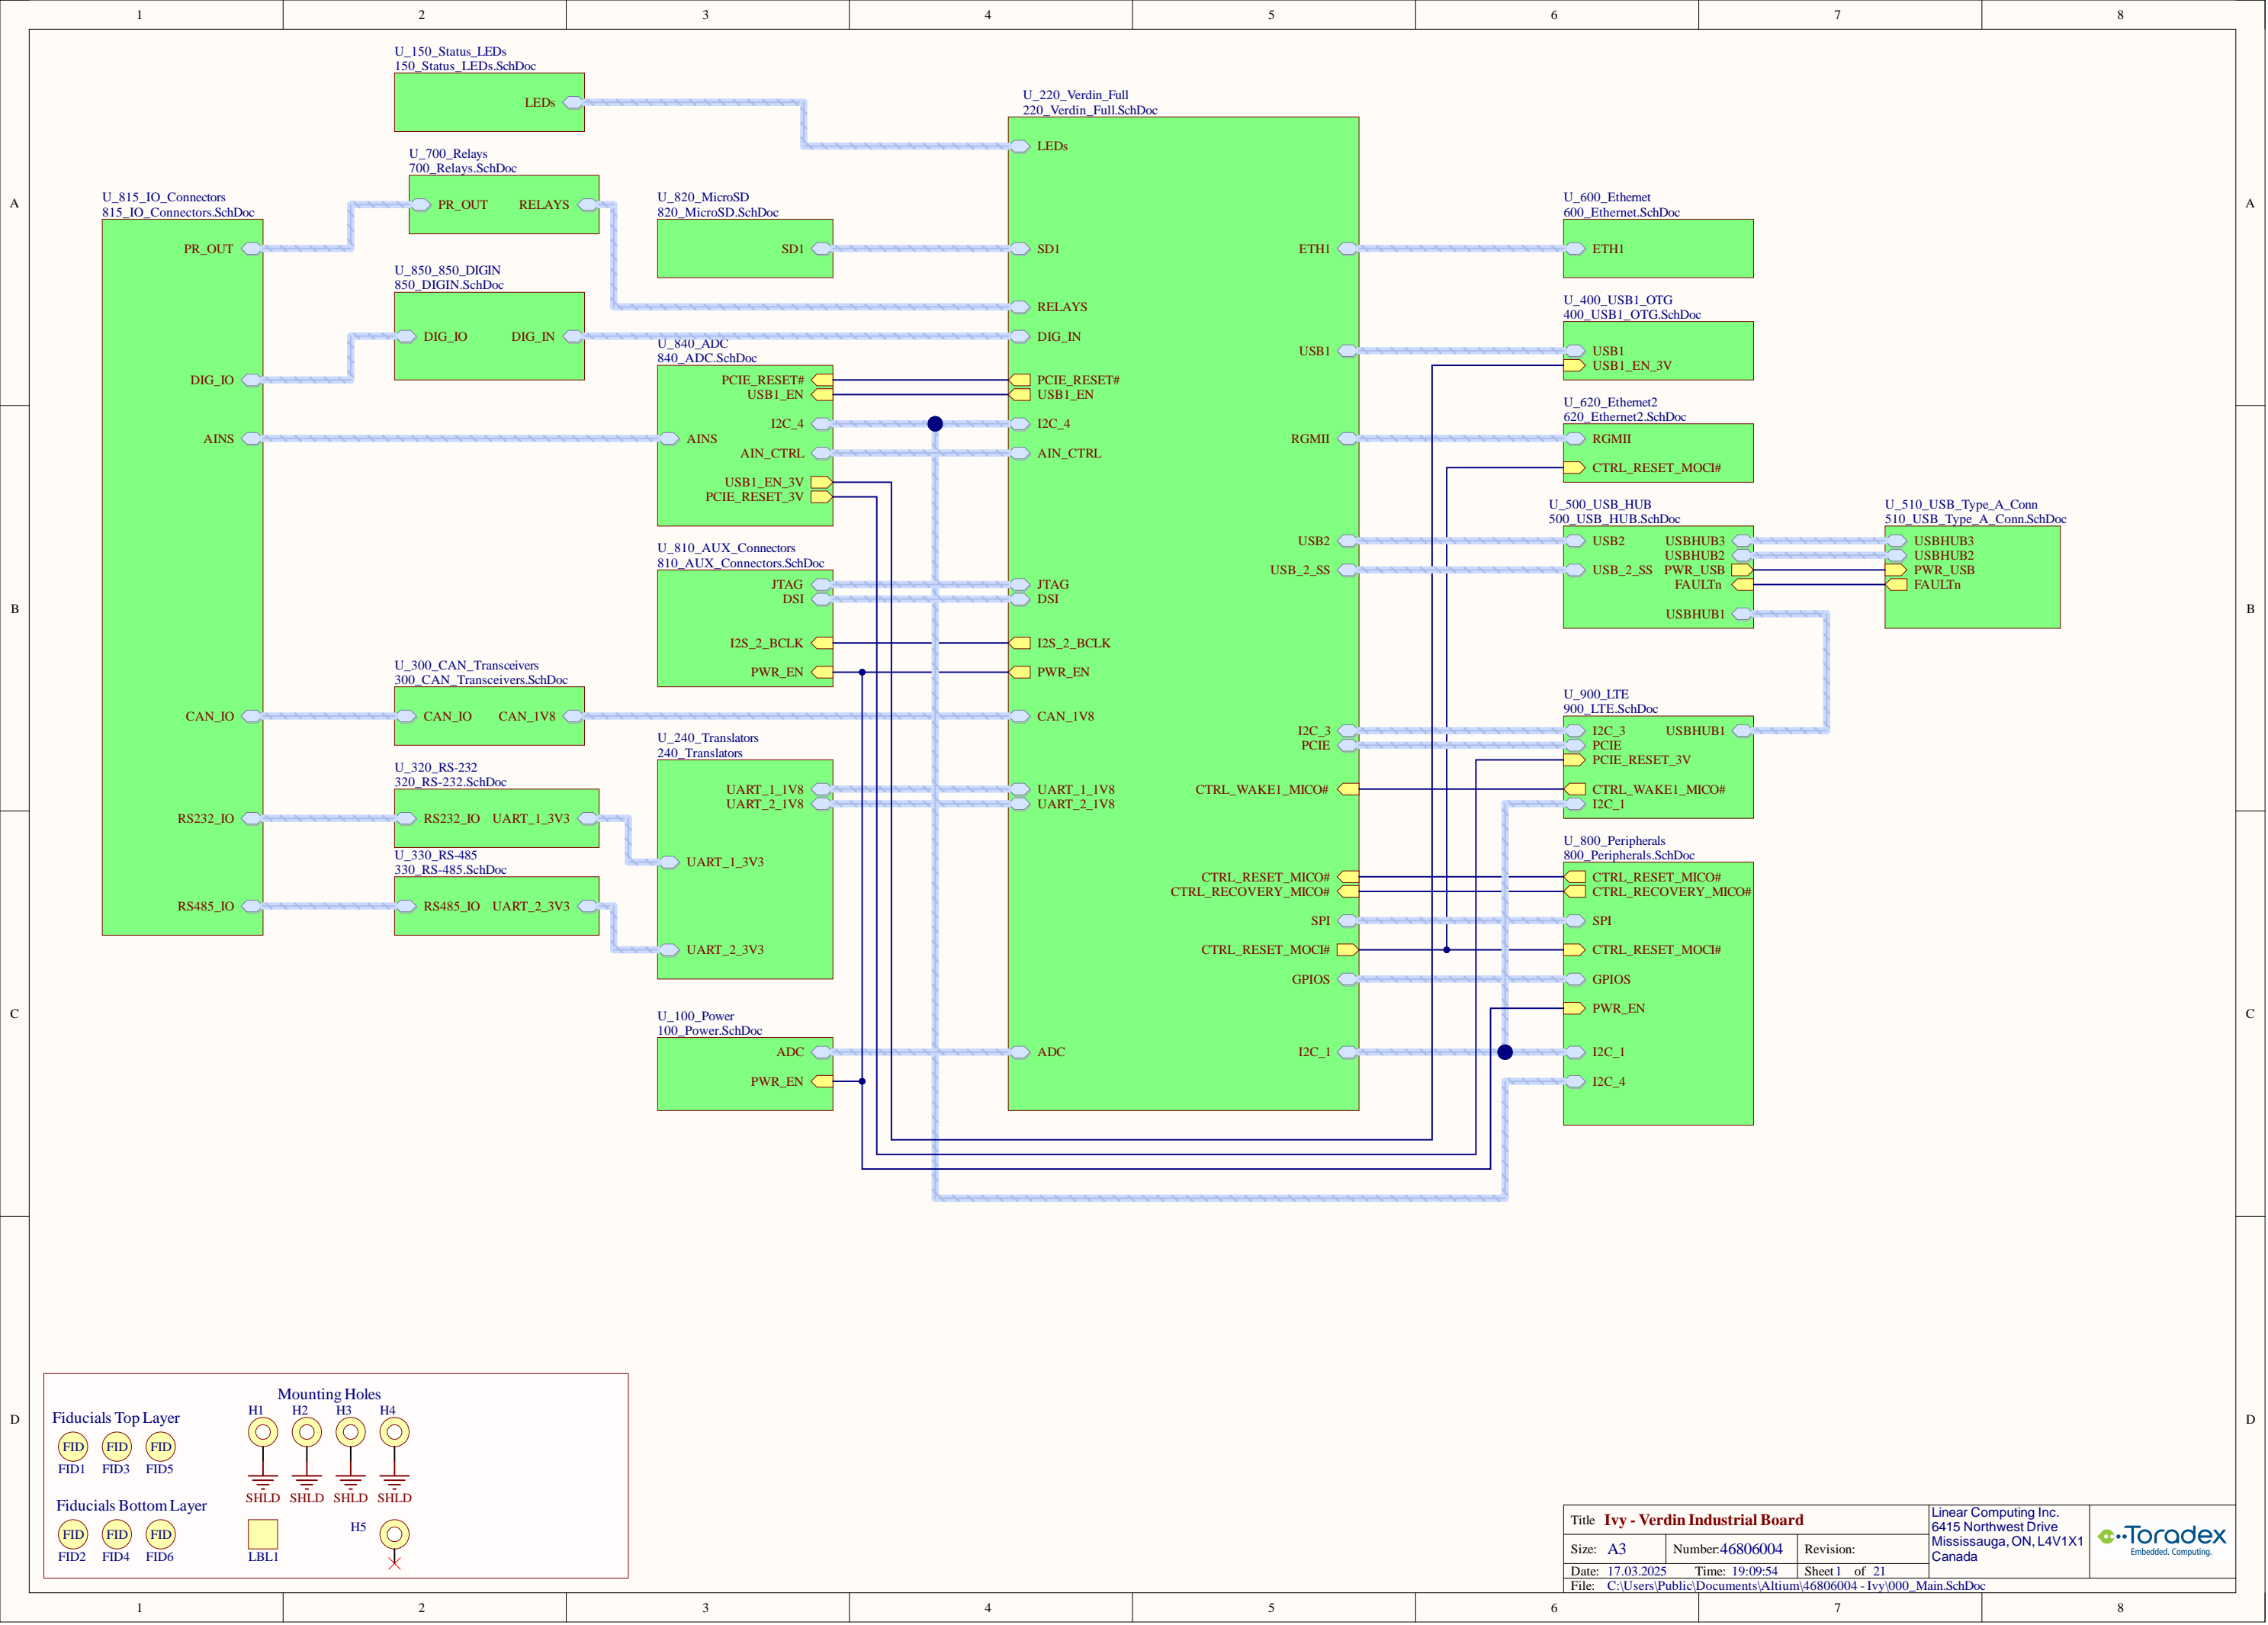 1 2 3 4 5 6 7 8
A
B
C
D
A
B
C
D
U_150_Status_LEDs
150_Status_LEDs.SchDoc
LEDs
U_700_Relays
700_Relays.SchDoc
PR_OUT RELAYS
U_815_IO_Connectors
815_IO_Connectors.SchDoc
PR_OUT
DIG_IO
AINS
CAN_IO
RS232_IO
RS485_IO
U_850_850_DIGIN
850_DIGIN.SchDoc
DIG_IO DIG_IN
U_300_CAN_Transceivers
300_CAN_Transceivers.SchDoc
CAN_IO CAN_1V8
U_320_RS-232
320_RS-232.SchDoc
RS232_IO UART_1_3V3
U_330_RS-485
330_RS-485.SchDoc
RS485_IO UART_2_3V3
U_820_MicroSD
820_MicroSD.SchDoc
SD1
U_840_ADC
840_ADC.SchDoc
PCIE_RESET#
USB1_EN
I2C_4
AINS
AIN_CTRL
USB1_EN_3V
PCIE_RESET_3V
U_810_AUX_Connectors
810_AUX_Connectors.SchDoc
JTAG
DSI
I2S_2_BCLK
PWR_EN
U_240_Translators
240_Translators
UART_1_1V8
UART_2_1V8
UART_1_3V3
UART_2_3V3
U_100_Power
100_Power.SchDoc
ADC
PWR_EN
U_220_Verdin_Full
220_Verdin_Full.SchDoc
LEDs
SD1
RELAYS
DIG_IN
PCIE_RESET#
USB1_EN
I2C_4
AIN_CTRL
JTAG
DSI
I2S_2_BCLK
PWR_EN
CAN_1V8
UART_1_1V8
UART_2_1V8
ADC
ETH1
USB1
RGMII
USB2
USB_2_SS
I2C_3
PCIE
CTRL_WAKE1_MICO#
CTRL_RESET_MICO#
CTRL_RECOVERY_MICO#
SPI
CTRL_RESET_MOCI#
GPIOS
I2C_1
U_600_Ethernet
600_Ethernet.SchDoc
ETH1
U_400_USB1_OTG
400_USB1_OTG.SchDoc
USB1
USB1_EN_3V
U_620_Ethernet2
620_Ethernet2.SchDoc
RGMII
CTRL_RESET_MOCI#
U_500_USB_HUB
500_USB_HUB.SchDoc
USB2 USBHUB3
USBHUB2
USB_2_SS PWR_USB
FAULTn
USBHUB1
U_510_USB_Type_A_Conn
510_USB_Type_A_Conn.SchDoc
USBHUB3
USBHUB2
PWR_USB
FAULTn
U_900_LTE
900_LTE.SchDoc
I2C_3 USBHUB1
PCIE
PCIE_RESET_3V
CTRL_WAKE1_MICO#
I2C_1
U_800_Peripherals
800_Peripherals.SchDoc
CTRL_RESET_MICO#
CTRL_RECOVERY_MICO#
SPI
CTRL_RESET_MOCI#
GPIOS
PWR_EN
I2C_1
I2C_4
Mounting Holes
H1 H2 H3 H4
SHLD SHLD SHLD SHLD
Fiducials Top Layer
FID FID FID
FID1 FID3 FID5
Fiducials Bottom Layer
FID FID FID
FID2 FID4 FID6
LBL1
H5
Title Ivy - Verdin Industrial Board
Size: A3 Number:46806004 Revision:
Date: 17.03.2025 Time: 19:09:54 Sheet1 of 21
File: C:\Users\Public\Documents\Altium\46806004 - Ivy\000_Main.SchDoc
Linear Computing Inc.
6415 Northwest Drive
Mississauga, ON, L4V1X1
Canada
Toradex
Embedded. Computing.
1 2 3 4 5 6 7 8